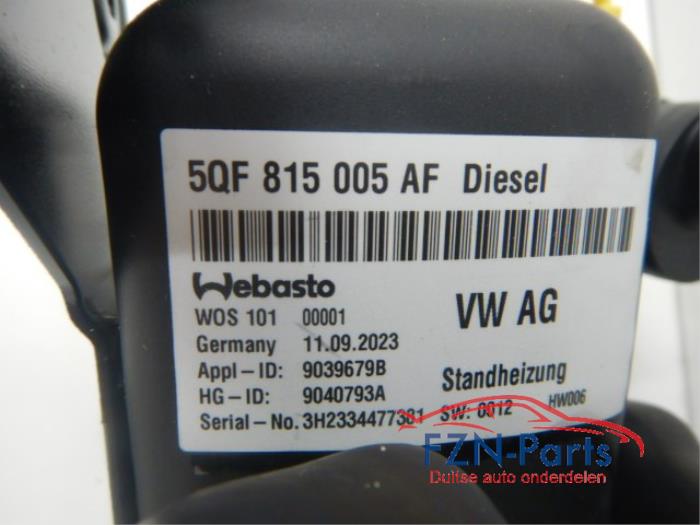 5QF 815 005 AF Diesel
Webasto
WOS 101 00001 VW AG
Germany 11.09.2023
Appl-ID: 9039679B
HG-ID: 9040793A Standheizung
Serial-No. 3H2334477381 SW: 0012 HW006
FZN-Parts
Duitse auto onderdelen